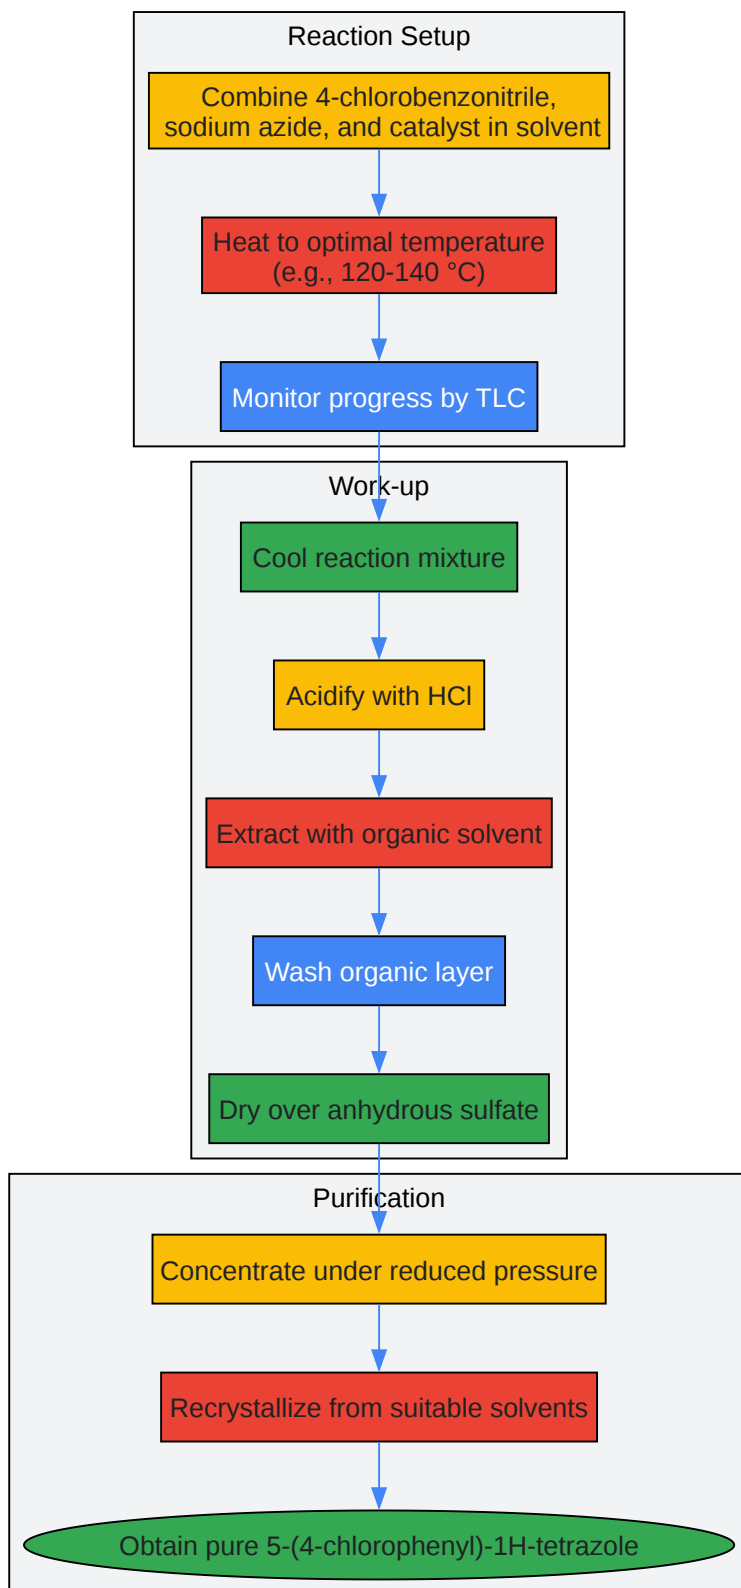 Reaction Setup
Combine 4-chlorobenzonitrile,
sodium azide, and catalyst in solvent
Heat to optimal temperature
(e.g., 120-140 °C)
Monitor progress by TLC
Work-up
Cool reaction mixture
Acidify with HCl
Extract with organic solvent
Wash organic layer
Dry over anhydrous sulfate
Purification
Concentrate under reduced pressure
Recrystallize from suitable solvents
Obtain pure 5-(4-chlorophenyl)-1H-tetrazole